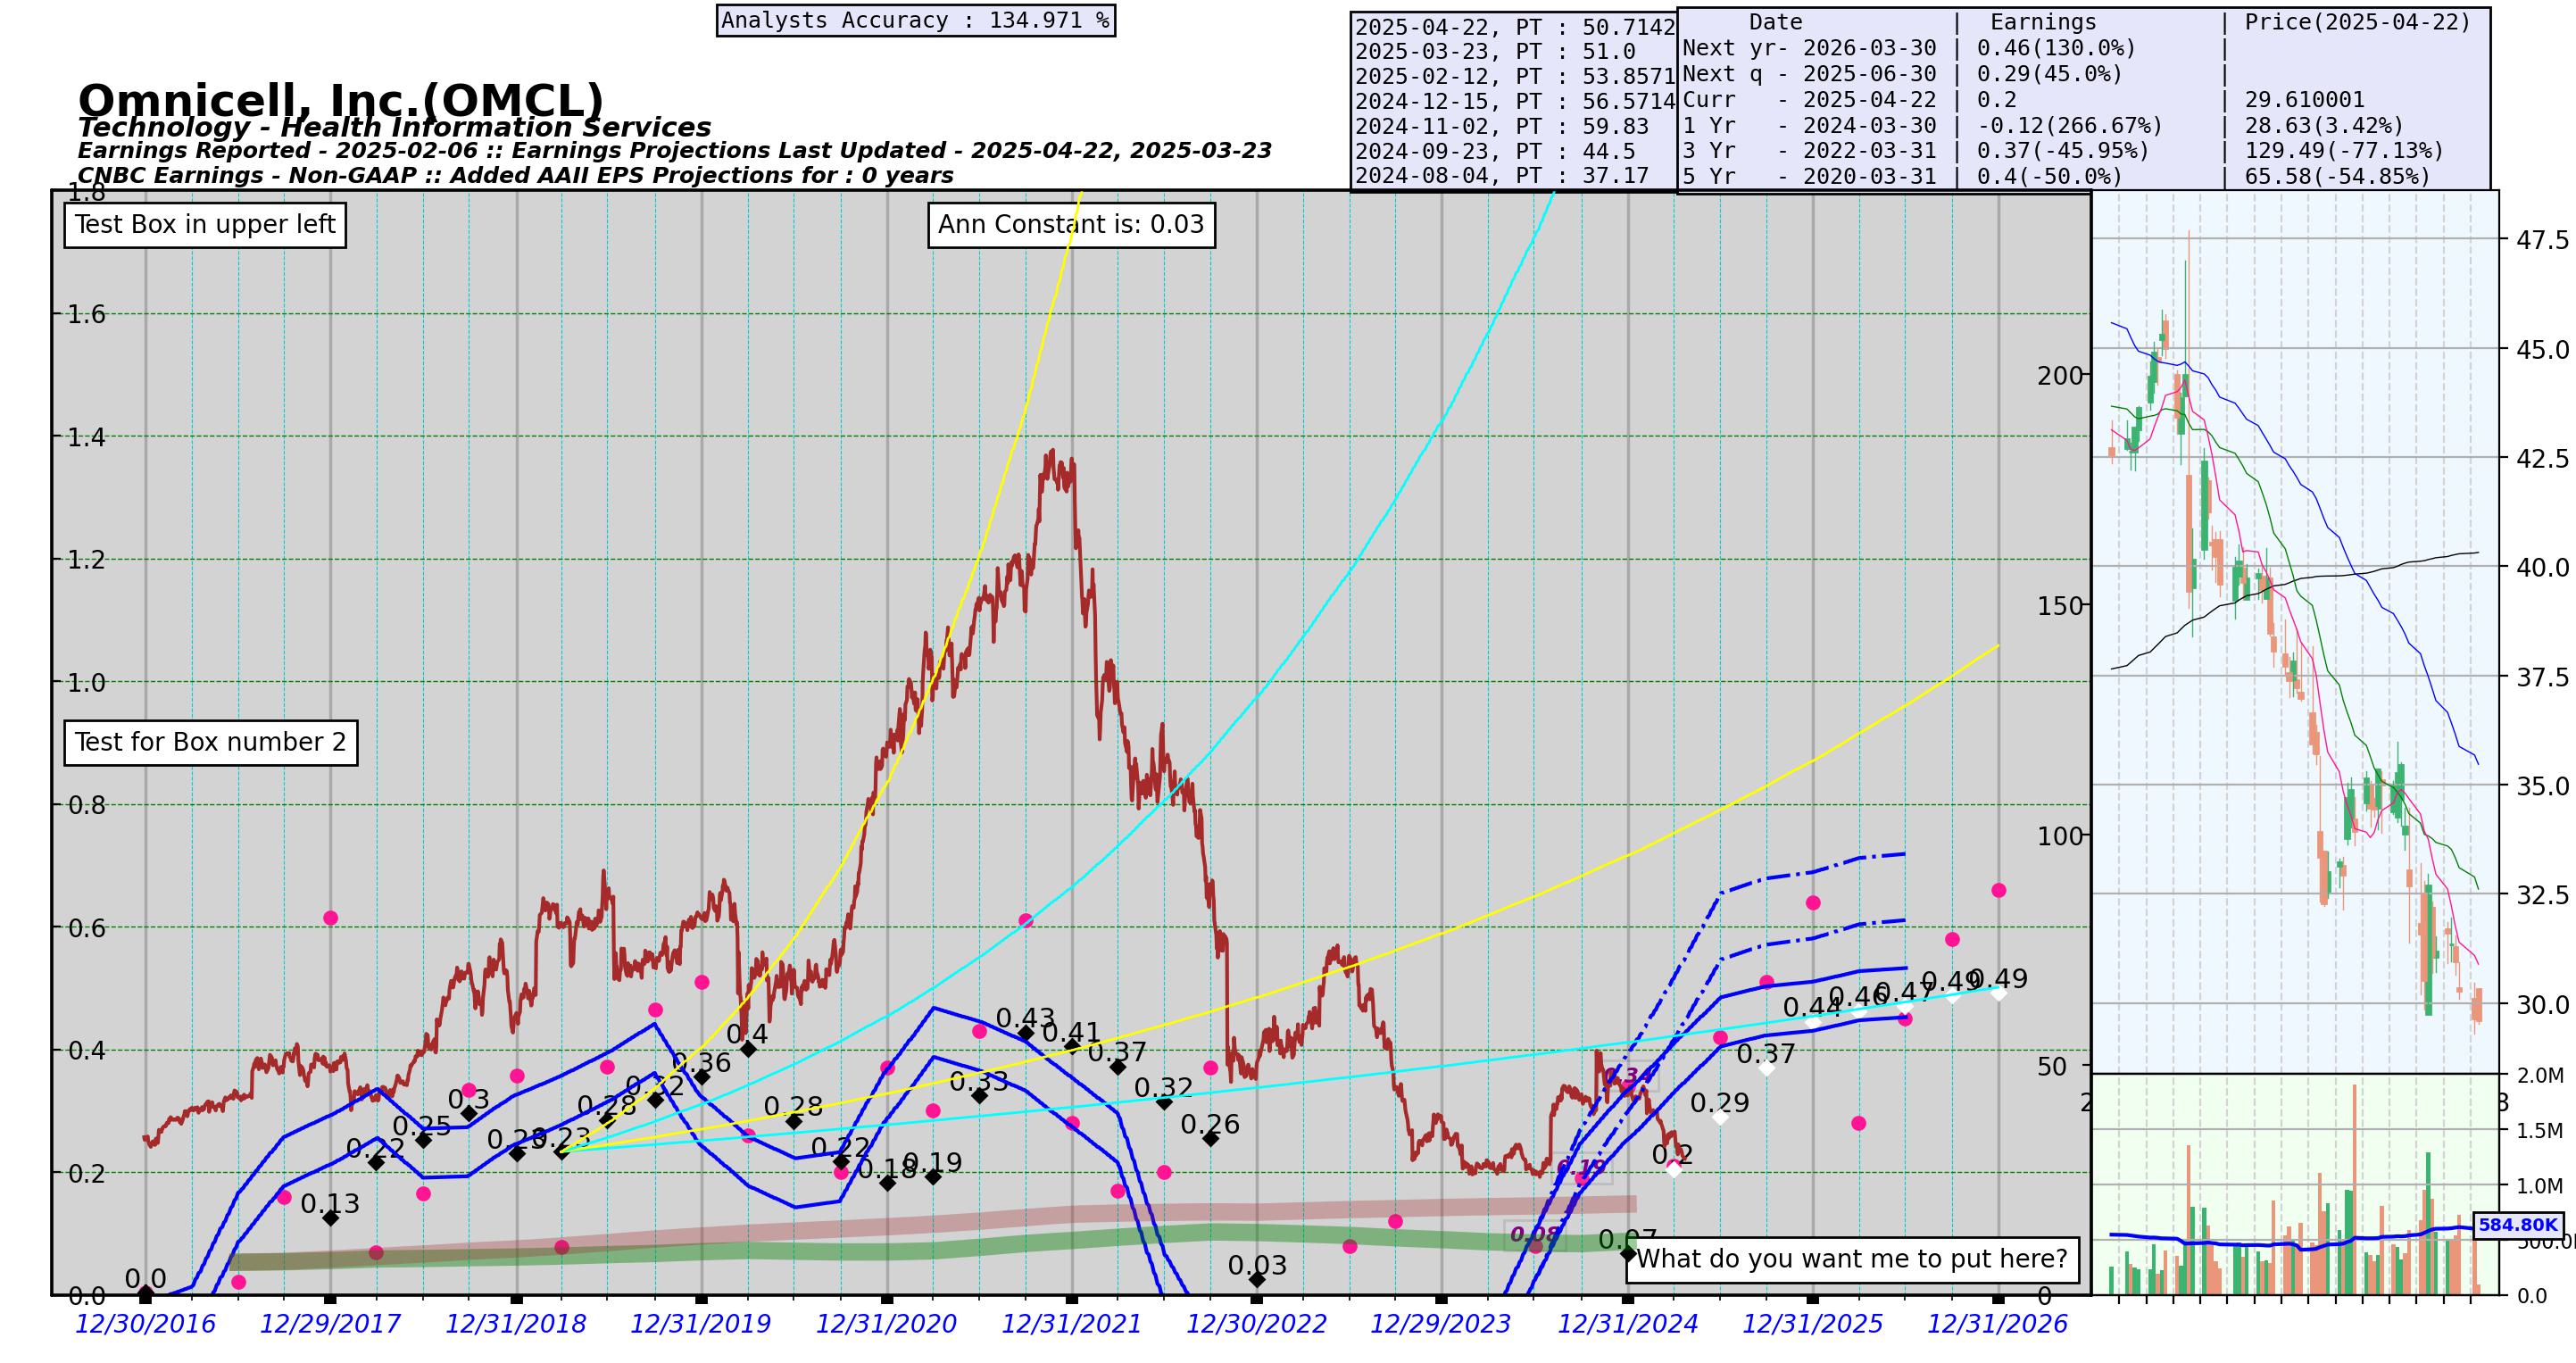 Analysts Accuracy : 134.971 %
2025-04-22, PT : 50.7142
2025-03-23, PT : 51.0
2025-02-12, PT : 53.8571
2024-12-15, PT : 56.5714
2024-11-02, PT : 59.83
2024-09-23, PT : 44.5
2024-08-04, PT : 37.17
Date | Earnings | Price(2025-04-22)
Next yr- 2026-03-30 | 0.46(130.0%) |
Next q - 2025-06-30 | 0.29(45.0%) |
Curr - 2025-04-22 | 0.2 | 29.610001
1 Yr - 2024-03-30 | -0.12(266.67%) | 28.63(3.42%)
3 Yr - 2022-03-31 | 0.37(-45.95%) | 129.49(-77.13%)
5 Yr - 2020-03-31 | 0.4(-50.0%) | 65.58(-54.85%)
Omnicell, Inc.(OMCL)
Technology - Health Information Services
Earnings Reported - 2025-02-06 :: Earnings Projections Last Updated - 2025-04-22, 2025-03-23
CNBC Earnings - Non-GAAP :: Added AAII EPS Projections for : 0 years
Test Box in upper left
Ann Constant is: 0.03
Test for Box number 2
What do you want me to put here?
1.8
1.6
1.4
1.2
1.0
0.8
0.6
0.4
0.2
0.0
200
150
100
50
0
47.5
45.0
42.5
40.0
37.5
35.0
32.5
30.0
2.0M
1.5M
1.0M
584.80K
0.0
0.0
0.13
0.22
0.25
0.3
0.23
0.23
0.28
0.32
0.36
0.4
0.28
0.22
0.18
0.19
0.33
0.43
0.41
0.37
0.32
0.26
0.03
0.08
0.19
0.07
0.2
0.29
0.37
0.44
0.46
0.47
0.49
0.49
12/30/2016
12/29/2017
12/31/2018
12/31/2019
12/31/2020
12/31/2021
12/30/2022
12/29/2023
12/31/2024
12/31/2025
12/31/2026